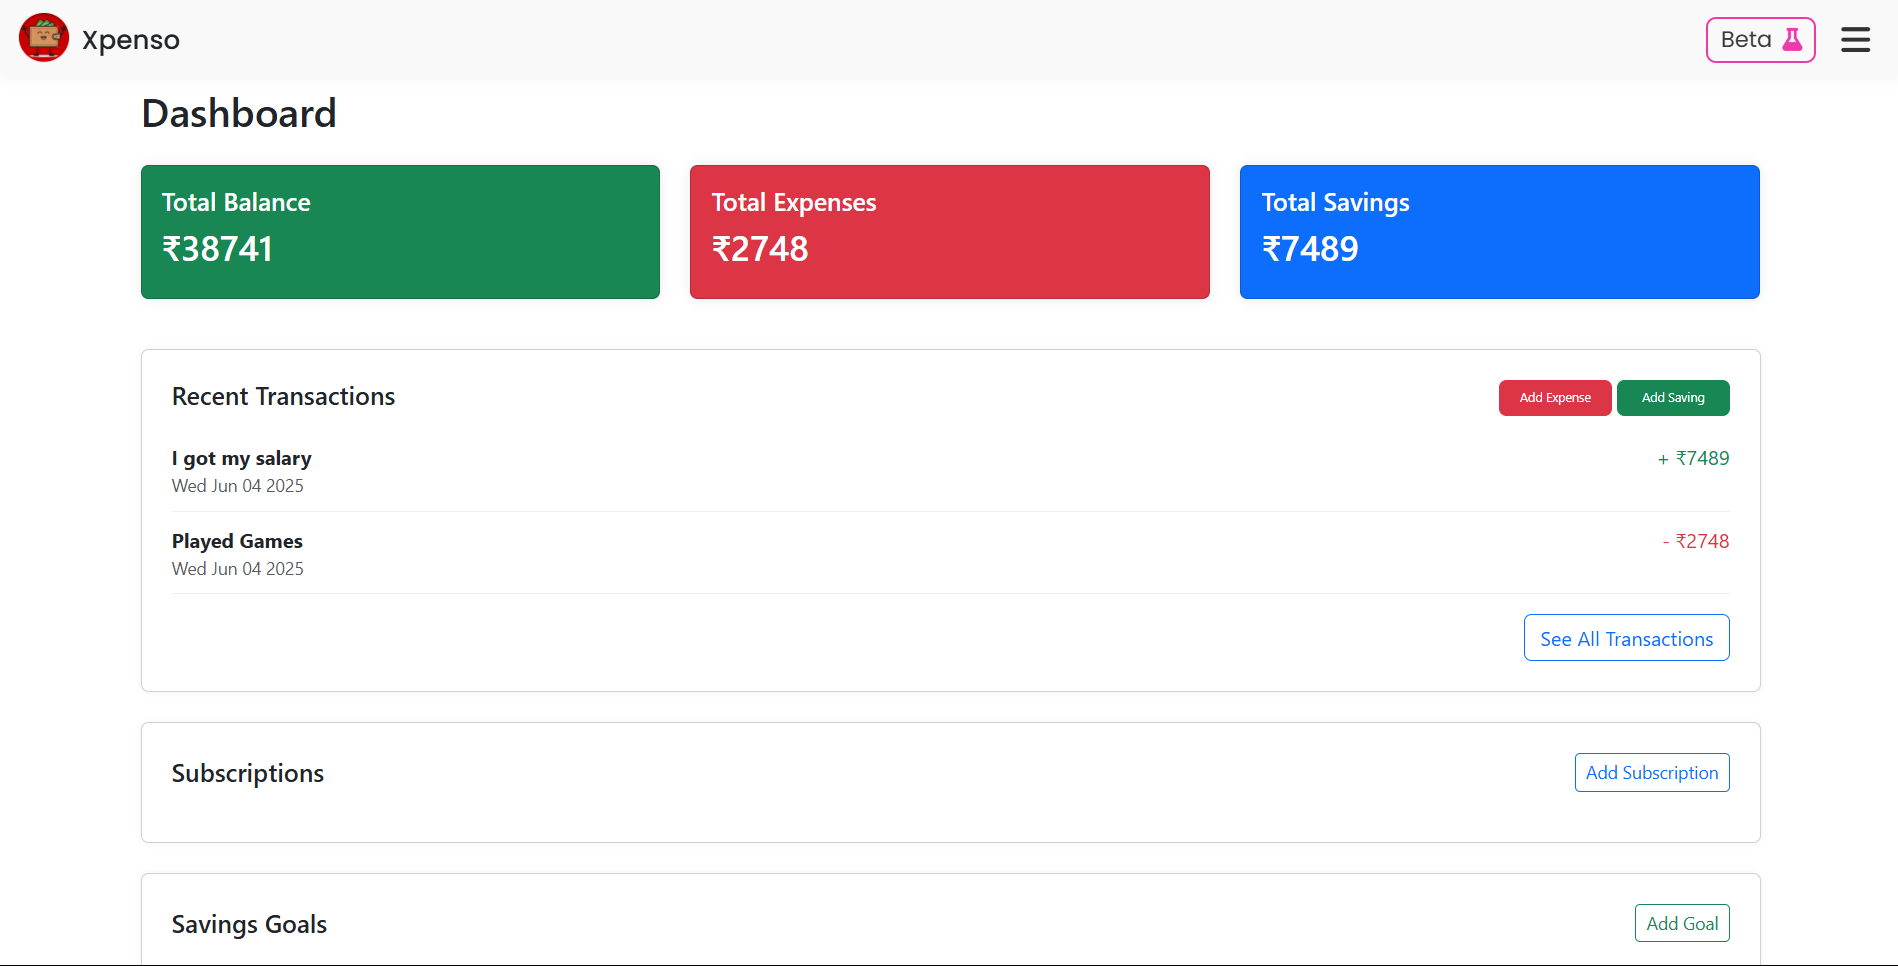 Xpenso
Beta
Dashboard
Total Balance
₹38741
Total Expenses
₹2748
Total Savings
₹7489
Recent Transactions
Add Expense
Add Saving
I got my salary
+ ₹7489
Wed Jun 04 2025
Played Games
- ₹2748
Wed Jun 04 2025
See All Transactions
Subscriptions
Add Subscription
Savings Goals
Add Goal